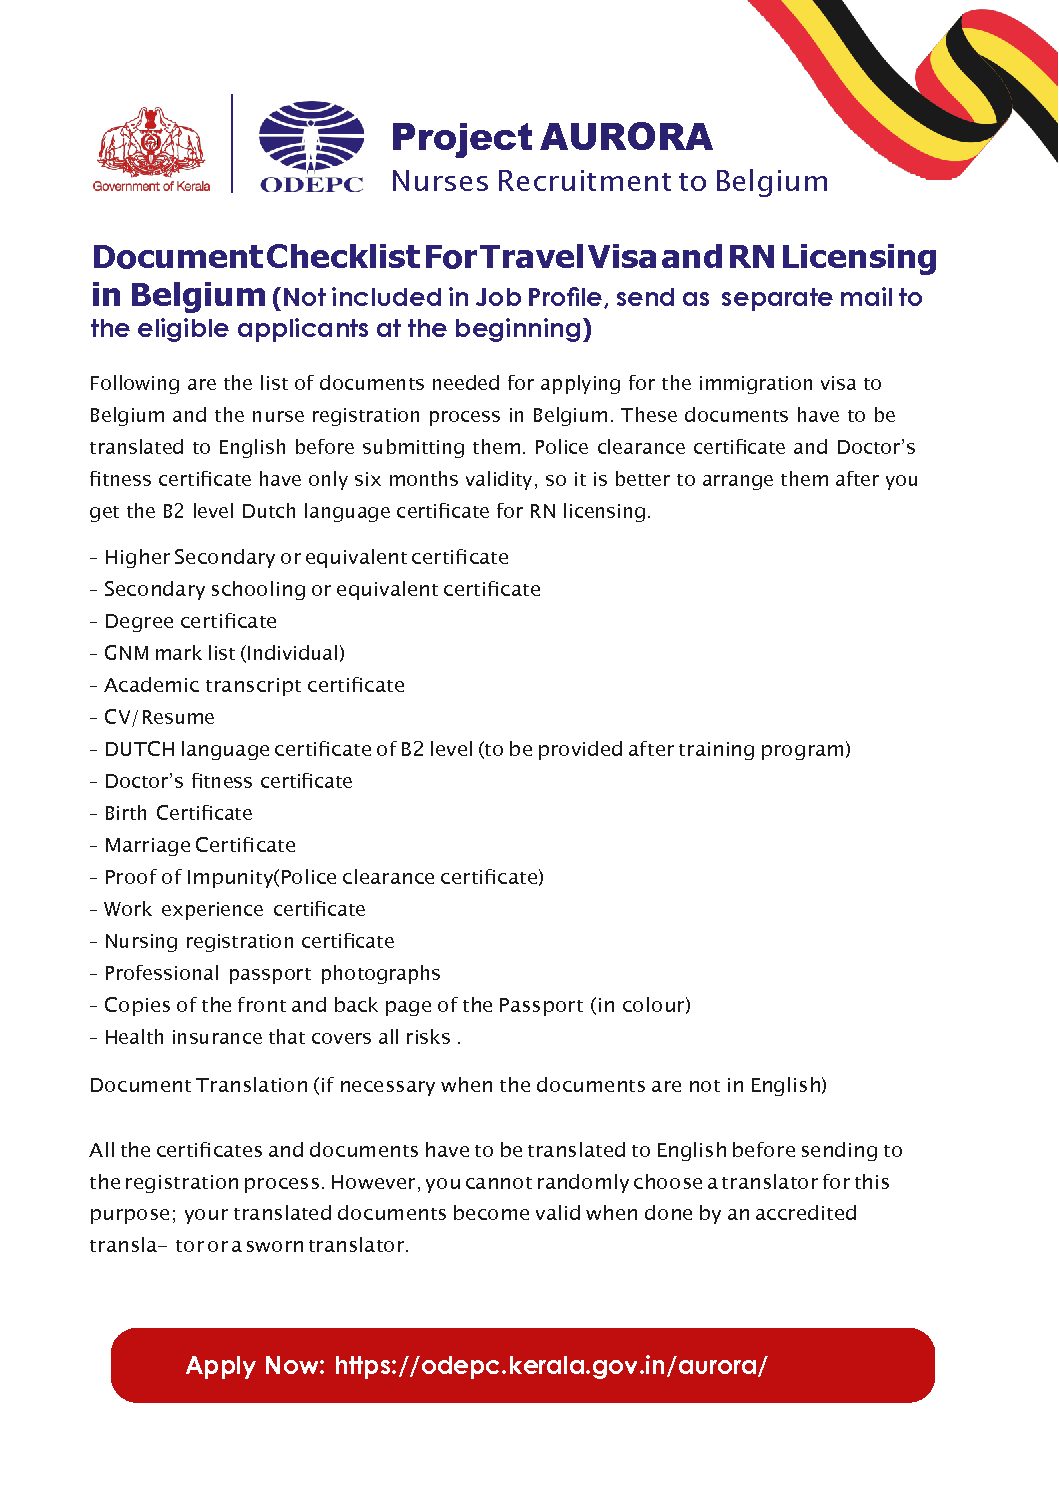 Government of Kerala
ODEPC
Project AURORA
Nurses Recruitment to Belgium
Document Checklist For Travel Visa and RN Licensing
in Belgium (Not included in Job Profile, send as separate mail to
the eligible applicants at the beginning)
Following are the list of documents needed for applying for the immigration visa to
Belgium and the nurse registration process in Belgium. These documents have to be
translated to English before submitting them. Police clearance certificate and Doctor’s
fitness certificate have only six months validity, so it is better to arrange them after you
get the B2 level Dutch language certificate for RN licensing.
– Higher Secondary or equivalent certificate
– Secondary schooling or equivalent certificate
– Degree certificate
– GNM mark list (Individual)
– Academic transcript certificate
– CV/Resume
– DUTCH language certificate of B2 level (to be provided after training program)
– Doctor’s fitness certificate
– Birth Certificate
– Marriage Certificate
– Proof of Impunity(Police clearance certificate)
– Work experience certificate
– Nursing registration certificate
– Professional passport photographs
– Copies of the front and back page of the Passport (in colour)
– Health insurance that covers all risks .
Document Translation (if necessary when the documents are not in English)
All the certificates and documents have to be translated to English before sending to
the registration process. However, you cannot randomly choose a translator for this
purpose; your translated documents become valid when done by an accredited
transla– tor or a sworn translator.
Apply Now: https://odepc.kerala.gov.in/aurora/